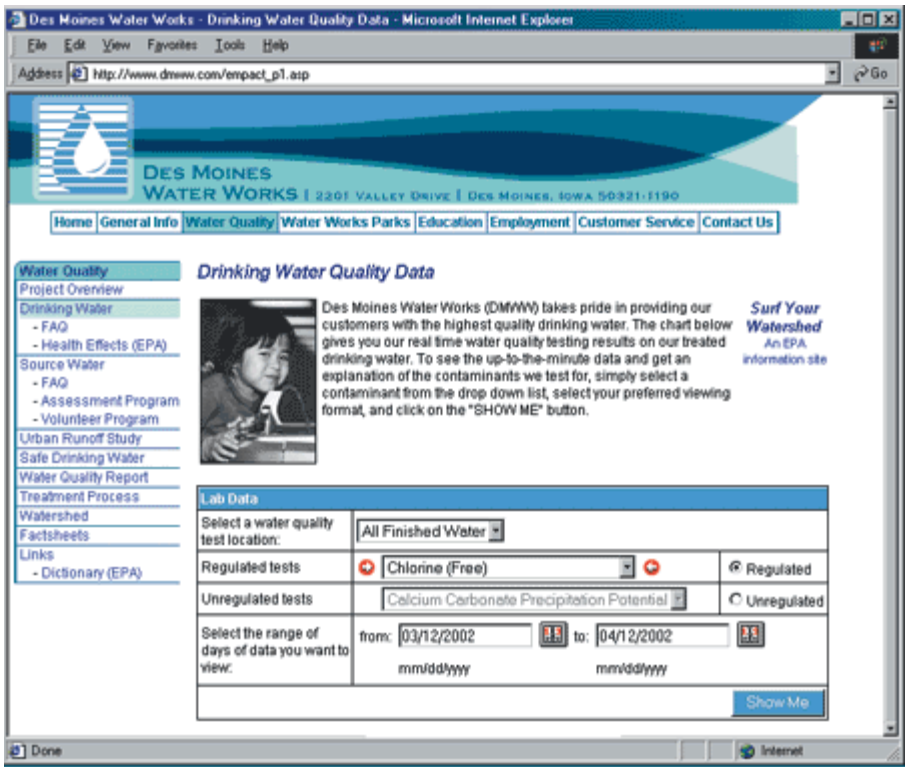 Des Moines Water Works - Drinking Water Quality Data - Microsoft Internet Explorer
File Edit View Favorites Tools Help
Address http://www.dmww.com/empact_p1.asp Go
DES MOINES
WATER WORKS | 2201 VALLEY DRIVE | DES MOINES, IOWA 50321-1190
Home General Info Water Quality Water Works Parks Education Employment Customer Service Contact Us
Water Quality
Project Overview
Drinking Water
- FAQ
- Health Effects (EPA)
Source Water
- FAQ
- Assessment Program
- Volunteer Program
Urban Runoff Study
Safe Drinking Water
Water Quality Report
Treatment Process
Watershed
Factsheets
Links
- Dictionary (EPA)
Drinking Water Quality Data
Des Moines Water Works (DMWW) takes pride in providing our
customers with the highest quality drinking water. The chart below
gives you our real time water quality testing results on our treated
drinking water. To see the up-to-the-minute data and get an
explanation of the contaminants we test for, simply select a
contaminant from the drop down list, select your preferred viewing
format, and click on the "SHOW ME" button.
Surf Your
Watershed
An EPA
information site
Lab Data
Select a water quality
test location:
All Finished Water
Regulated tests Chlorine (Free) Regulated
Unregulated tests Calcium Carbonate Precipitation Potential Unregulated
Select the range of
days of data you want to
view:
from: 03/12/2002 to: 04/12/2002
mm/dd/yyyy mm/dd/yyyy
Show Me
Done Internet